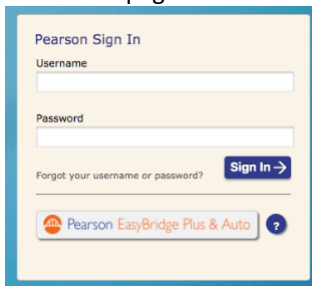 Pearson Sign In
Username
Password
Forgot your username or password?
Sign In →
Pearson EasyBridge Plus & Auto ?